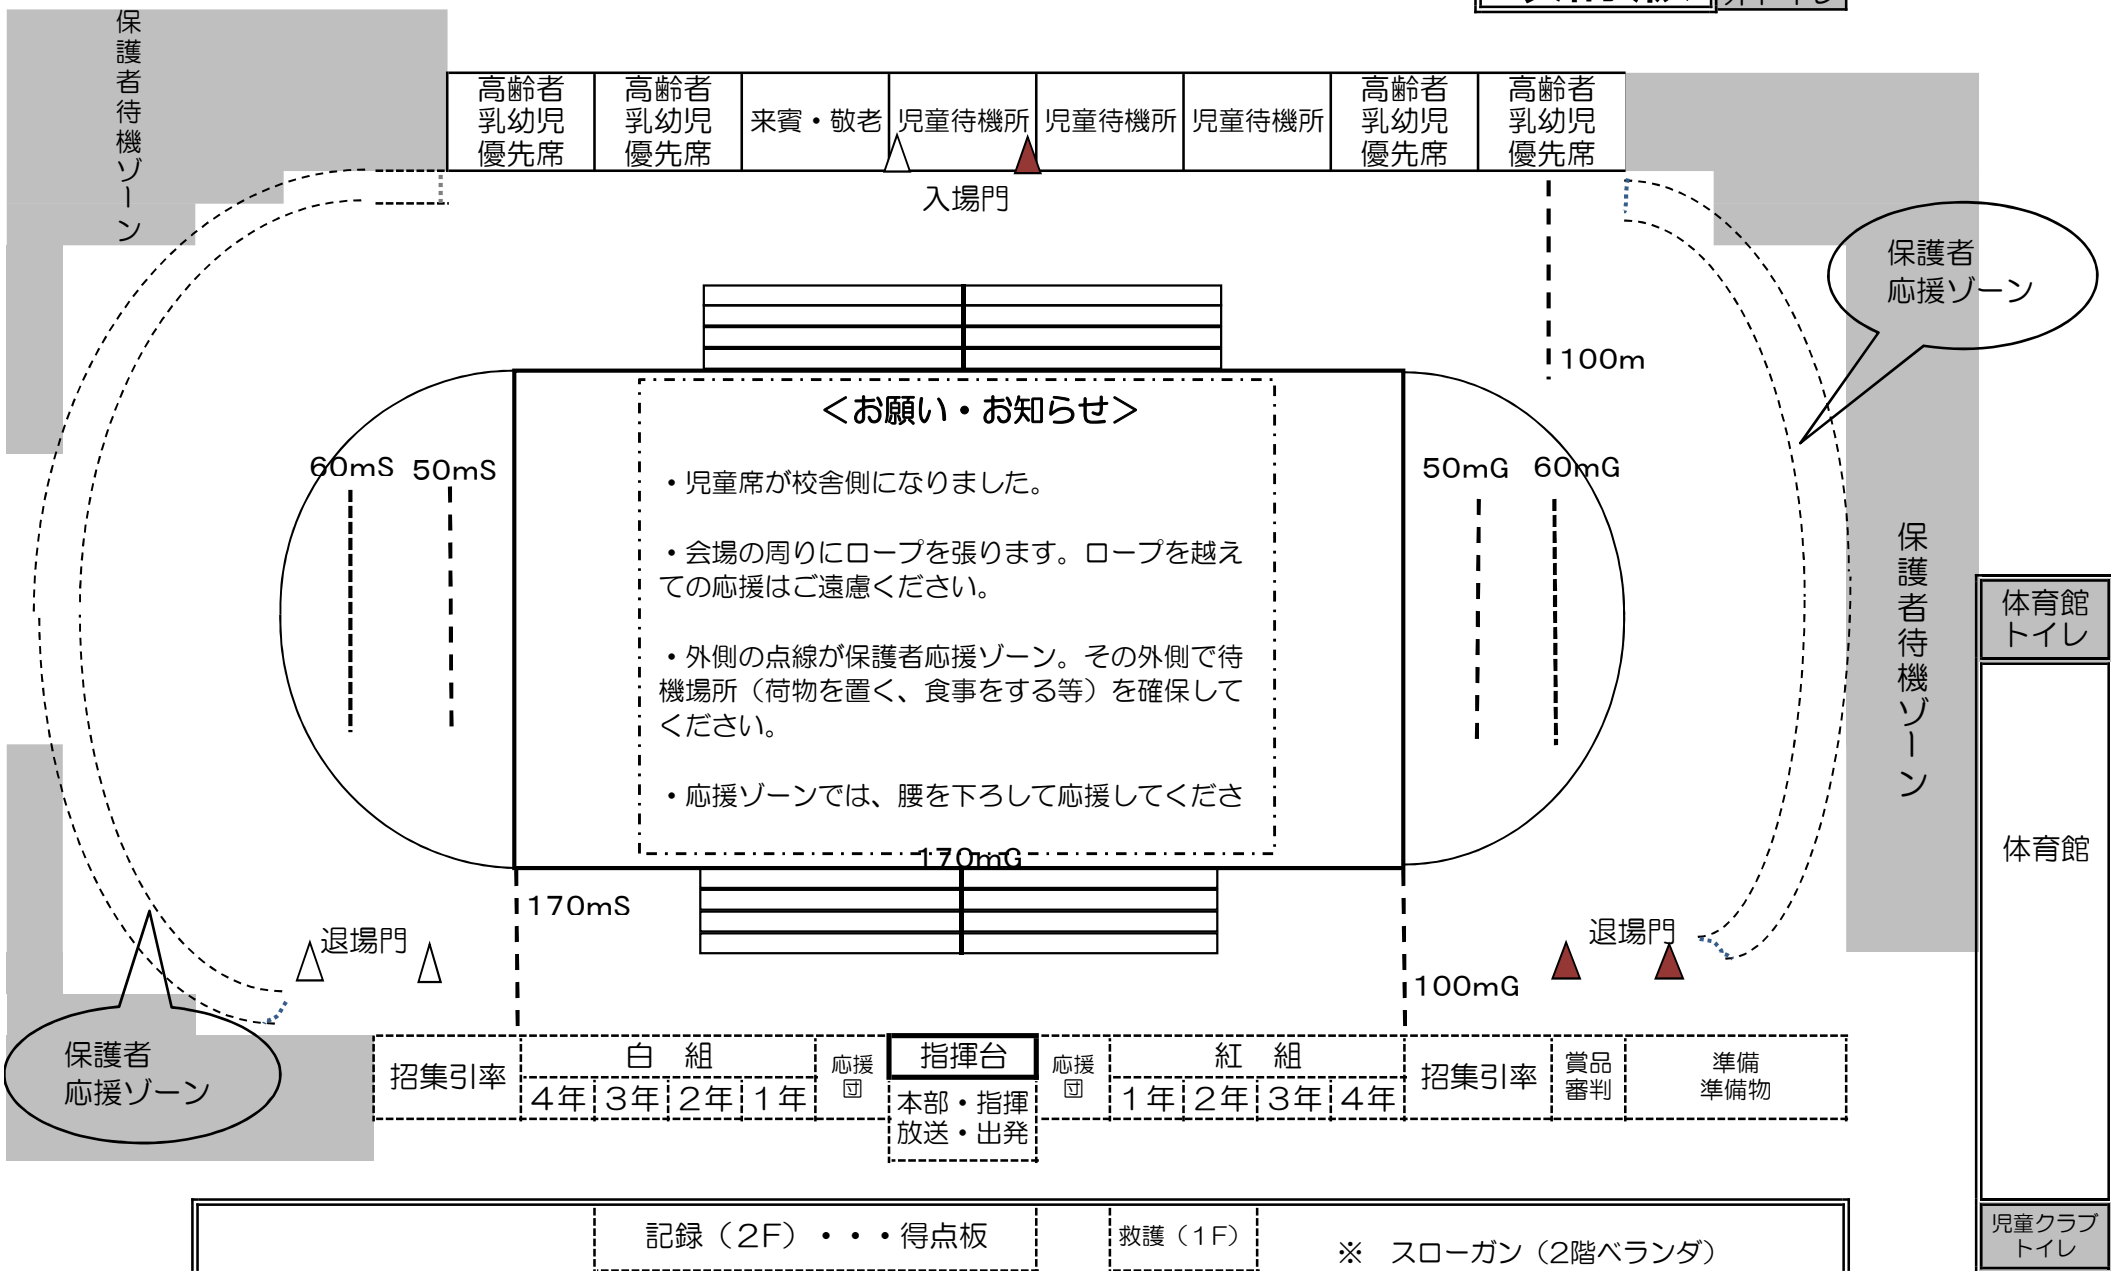 保護者待機ゾーン
高齢者
乳幼児
優先席
高齢者
乳幼児
優先席
来賓・敬老
児童待機所
児童待機所
児童待機所
高齢者
乳幼児
優先席
高齢者
乳幼児
優先席
入場門
保護者
応援ゾーン
100m
<お願い・お知らせ>
60mS 50mS
50mG 60mG
・児童席が校舎側になりました。
・会場の周りにロープを張ります。ロープを越え
ての応援はご遠慮ください。
・外側の点線が保護者応援ゾーン。その外側で待
機場所（荷物を置く、食事をする等）を確保して
ください。
・応援ゾーンでは、腰を下ろして応援してくださ
保護者待機ゾーン
体育館
トイレ
体育館
170mG
170mS
退場門
退場門
100mG
保護者
応援ゾーン
招集引率
白 組
4年 3年 2年 1年
応援
団
指揮台
本部・指揮
放送・出発
応援
団
紅 組
1年 2年 3年 4年
招集引率
賞品
審判
準備
準備物
記録（2F）・・・得点板
救護（1F）
※ スローガン（2階ベランダ）
児童クラブ
トイレ